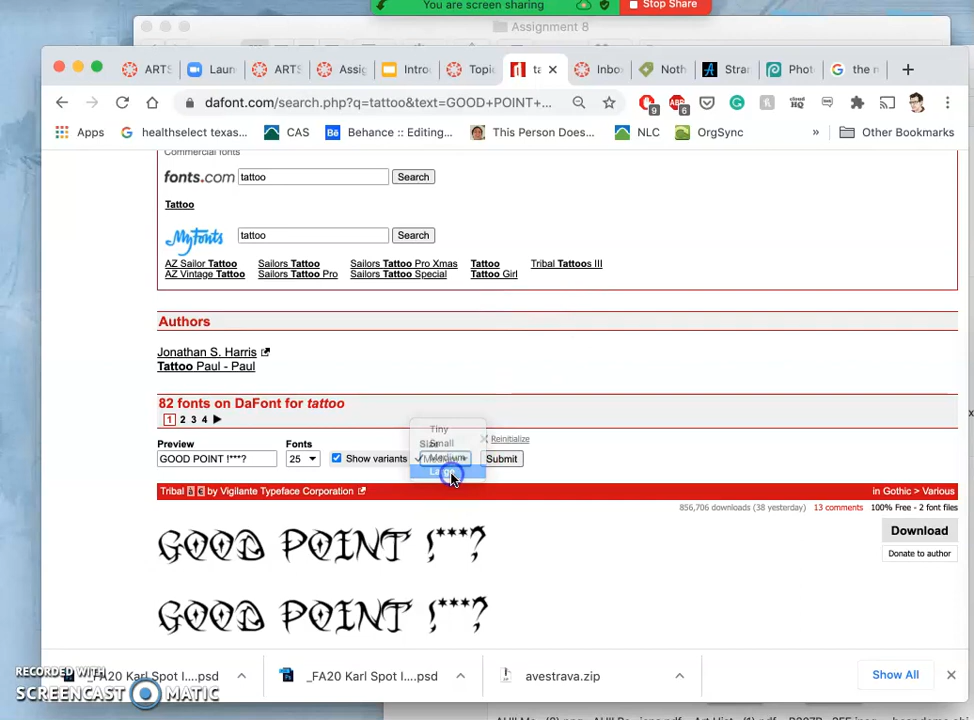 You are screen sharing
Stop Share
Assignment 8
ARTS
Laun
ARTS
Assig
Intro
Topic
ta
Inbo
Noth
Stran
Phot
the n
dafont.com/search.php?q=tattoo&text=GOOD+POINT+...
9
ABP
6
cloud
HQ
Apps
healthselect texas...
CAS
Behance :: Editing...
This Person Does...
NLC
OrgSync
»
Other Bookmarks
Commercial fonts
fonts.com
tattoo
Search
Tattoo
MyFonts
tattoo
Search
AZ Sailor Tattoo
Sailors Tattoo
Sailors Tattoo Pro Xmas
Tattoo
Tribal Tattoos III
AZ Vintage Tattoo
Sailors Tattoo Pro
Sailors Tattoo Special
Tattoo Girl
Authors
Jonathan S. Harris
Tattoo Paul - Paul
82 fonts on DaFont for tattoo
1 2 3 4
Preview
Fonts
Size
Tiny
Small
Medium
Large
Reinitialize
GOOD POINT !***?
25
Show variants
Submit
Tribal by Vigilante Typeface Corporation
in Gothic > Various
856,706 downloads (38 yesterday)
13 comments
100% Free - 2 font files
Download
Donate to author
GOOD POINT !***?
GOOD POINT !***?
_FA20 Karl Spot I....psd
_FA20 Karl Spot I....psd
avestrava.zip
Show All
RECORDED WITH
SCREENCAST MATIC